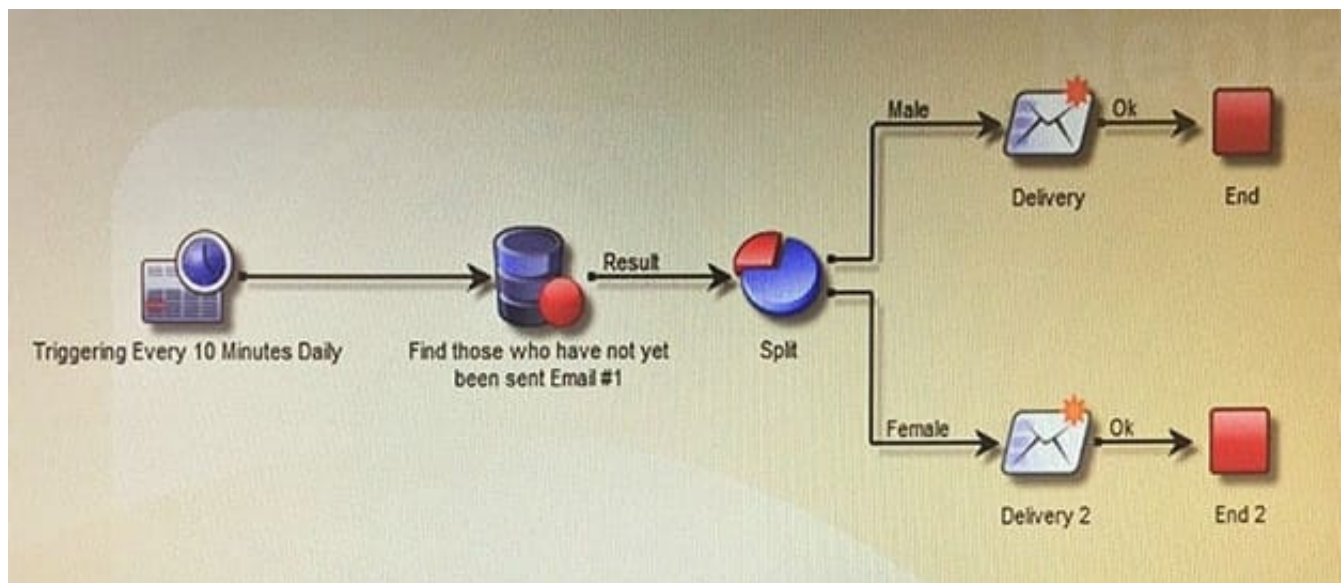 Male
Ok
Delivery
End
Result
Triggering Every 10 Minutes Daily
Find those who have not yet
been sent Email #1
Split
Female
Ok
Delivery 2
End 2